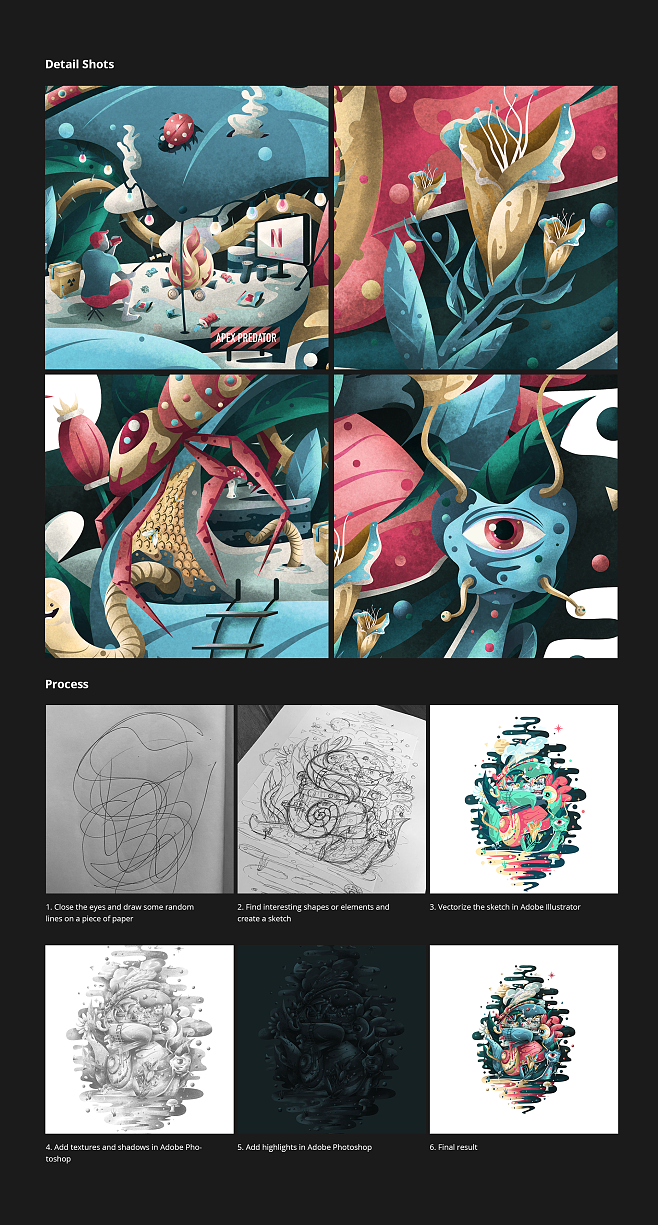 Detail Shots
N
APEX PREDATOR
Process
1. Close the eyes and draw some random
lines on a piece of paper
2. Find interesting shapes or elements and
create a sketch
3. Vectorize the sketch in Adobe Illustrator
4. Add textures and shadows in Adobe Pho-
toshop
5. Add highlights in Adobe Photoshop
6. Final result